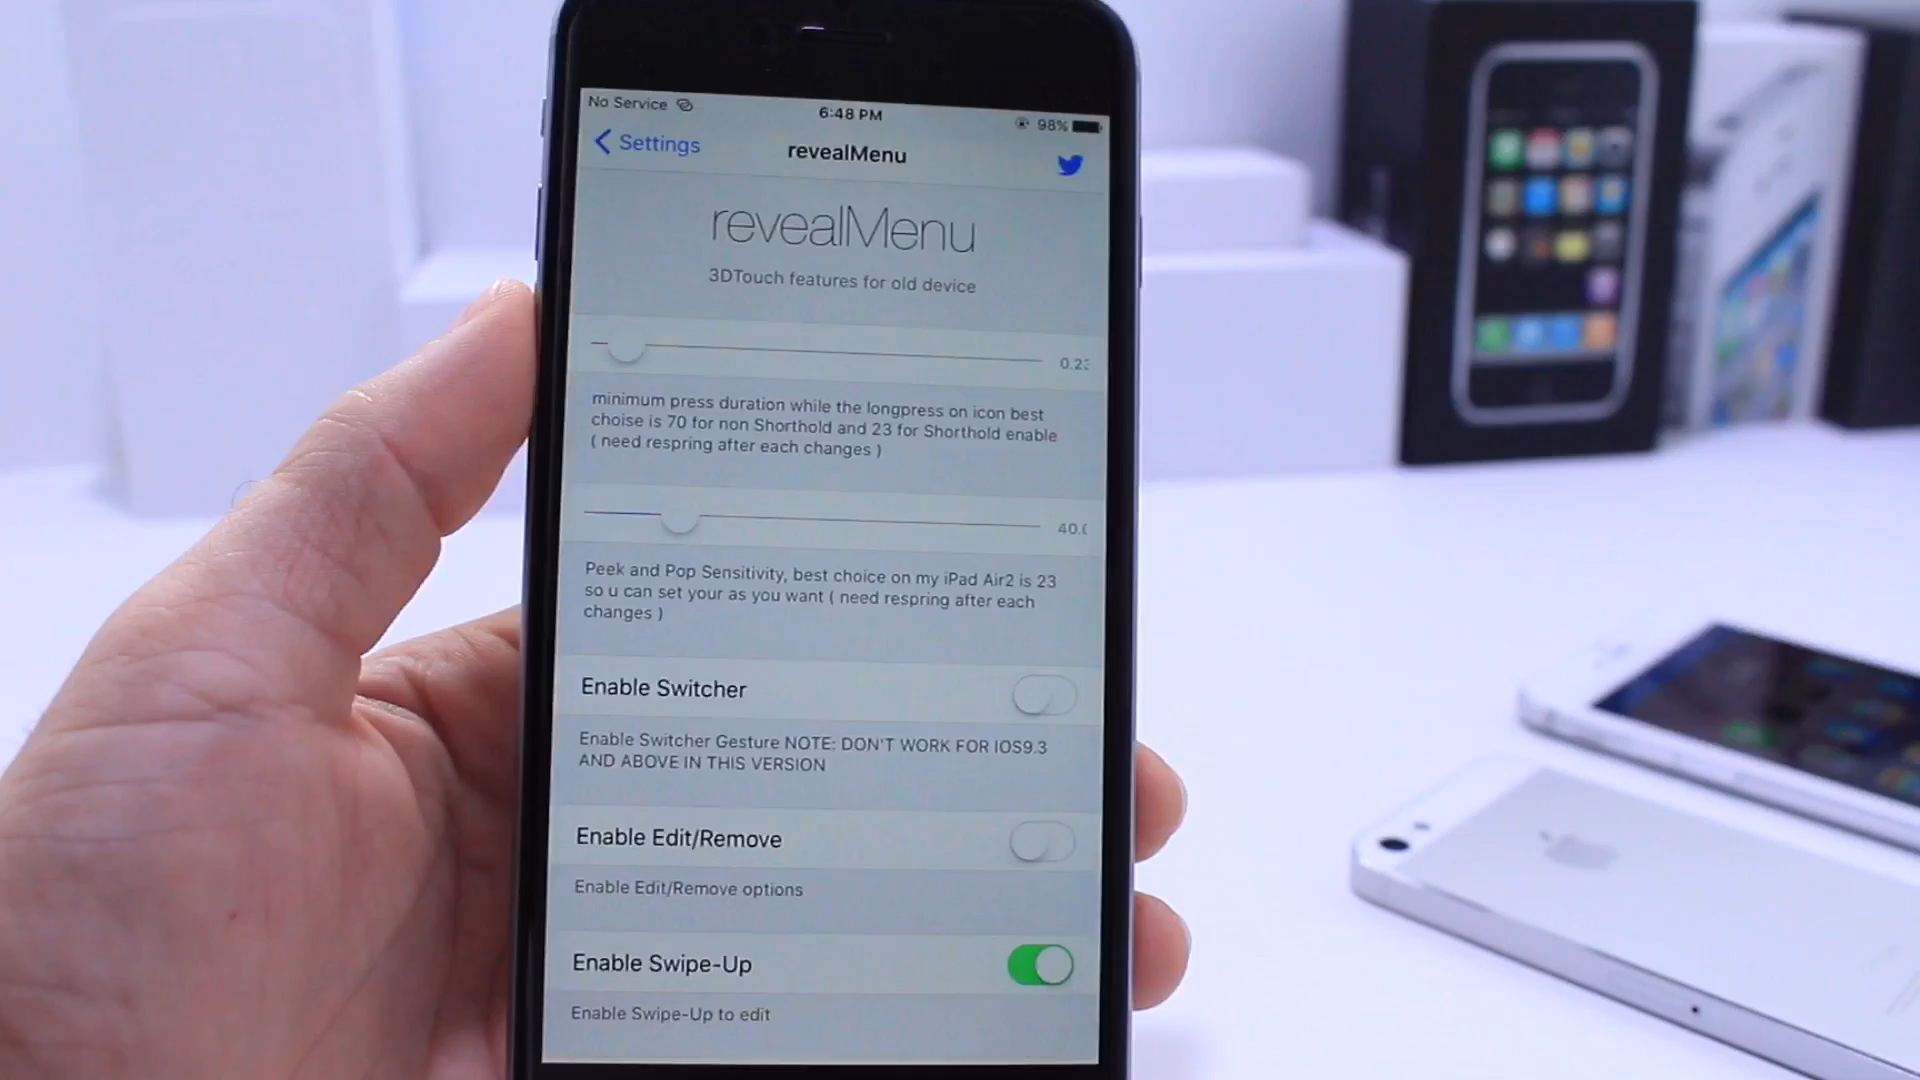 No Service
6:48 PM
98%
Settings
revealMenu
revealMenu
3DTouch features for old device
0.23
minimum press duration while the longpress on icon best
choise is 70 for non Shorthold and 23 for Shorthold enable
( need respring after each changes )
40.0
Peek and Pop Sensitivity, best choice on my iPad Air2 is 23
so u can set your as you want ( need respring after each
changes )
Enable Switcher
Enable Switcher Gesture NOTE: DON'T WORK FOR IOS9.3
AND ABOVE IN THIS VERSION
Enable Edit/Remove
Enable Edit/Remove options
Enable Swipe-Up
Enable Swipe-Up to edit